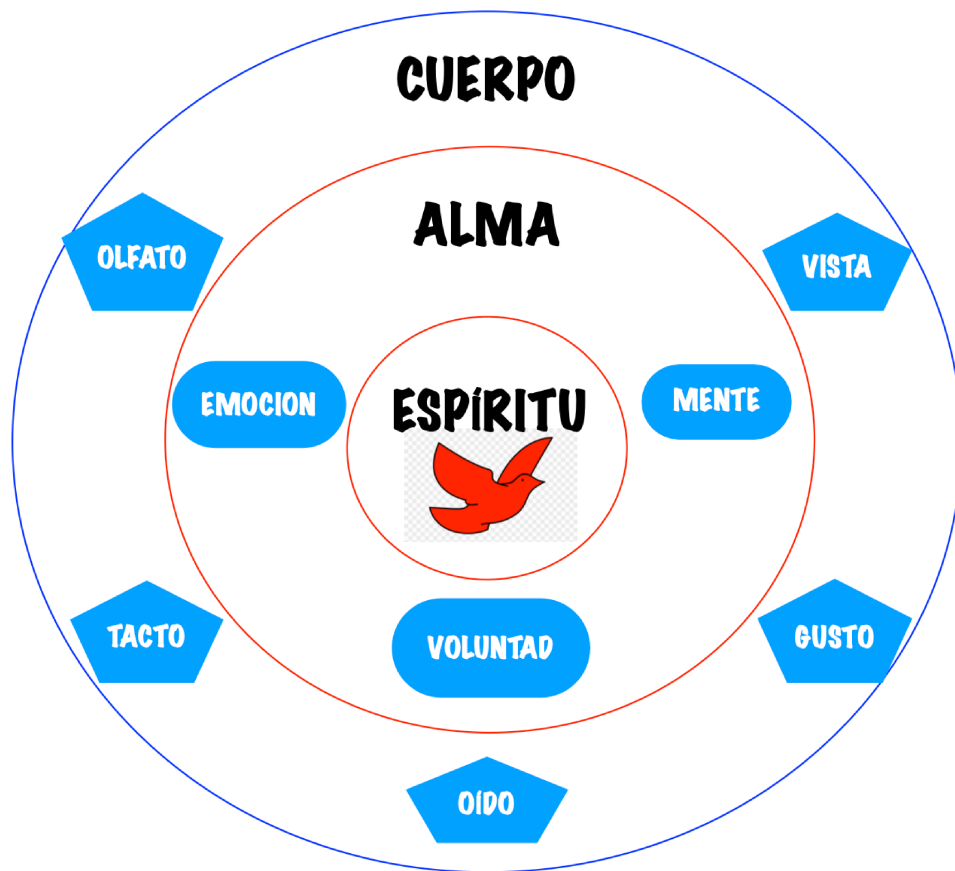 CUERPO
ALMA
OLFATO
VISTA
EMOCION
ESPÍRITU
MENTE
TACTO
VOLUNTAD
GUSTO
OÍDO